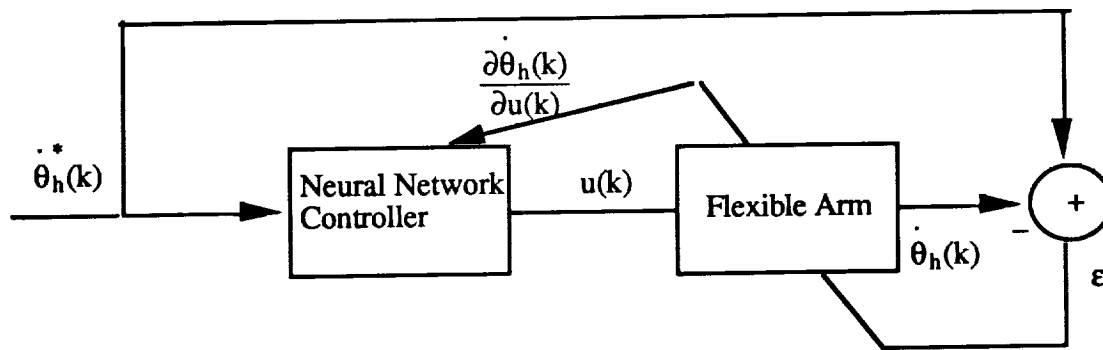 ∂θ̇h(k)
∂u(k)
θ̇*h(k)
Neural Network
Controller
u(k)
Flexible Arm
θ̇h(k)
+
−
ε